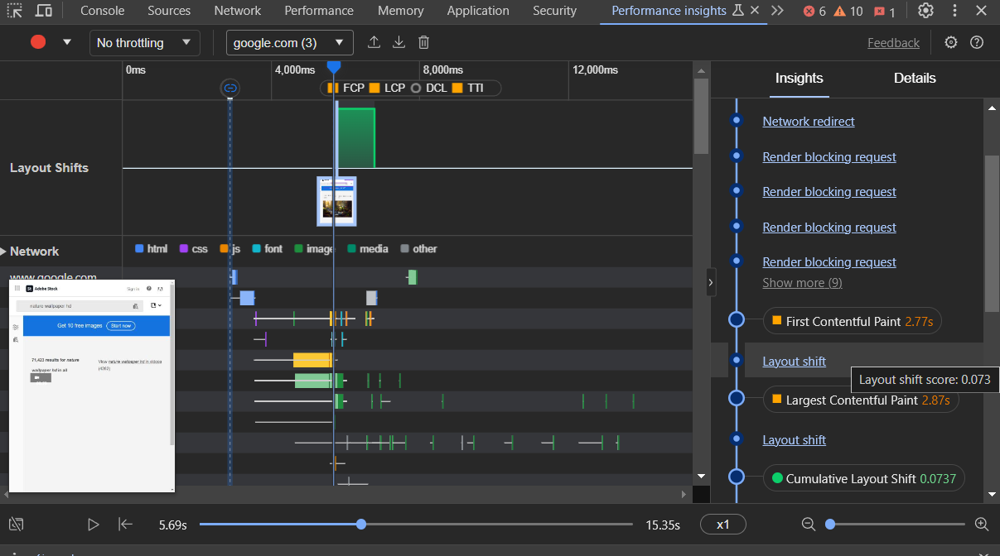 Console Sources Network Performance Memory Application Security Performance insights 6 10 1
No throttling google.com (3) Feedback
0ms 4,000ms 8,000ms 12,000ms
FCP LCP DCL TTI
Layout Shifts
Network html css js font image media other
www.google.com
Adobe Stock Sign in
nature wallpaper hd
Get 10 free images Start now
71,423 results for nature
wallpaper hd in all
View nature wallpaper hd in videos
(4282)
Insights Details
Network redirect
Render blocking request
Render blocking request
Render blocking request
Render blocking request
Show more (9)
First Contentful Paint 2.77s
Layout shift
Layout shift score: 0.073
Largest Contentful Paint 2.87s
Layout shift
Cumulative Layout Shift 0.0737
5.69s 15.35s x1